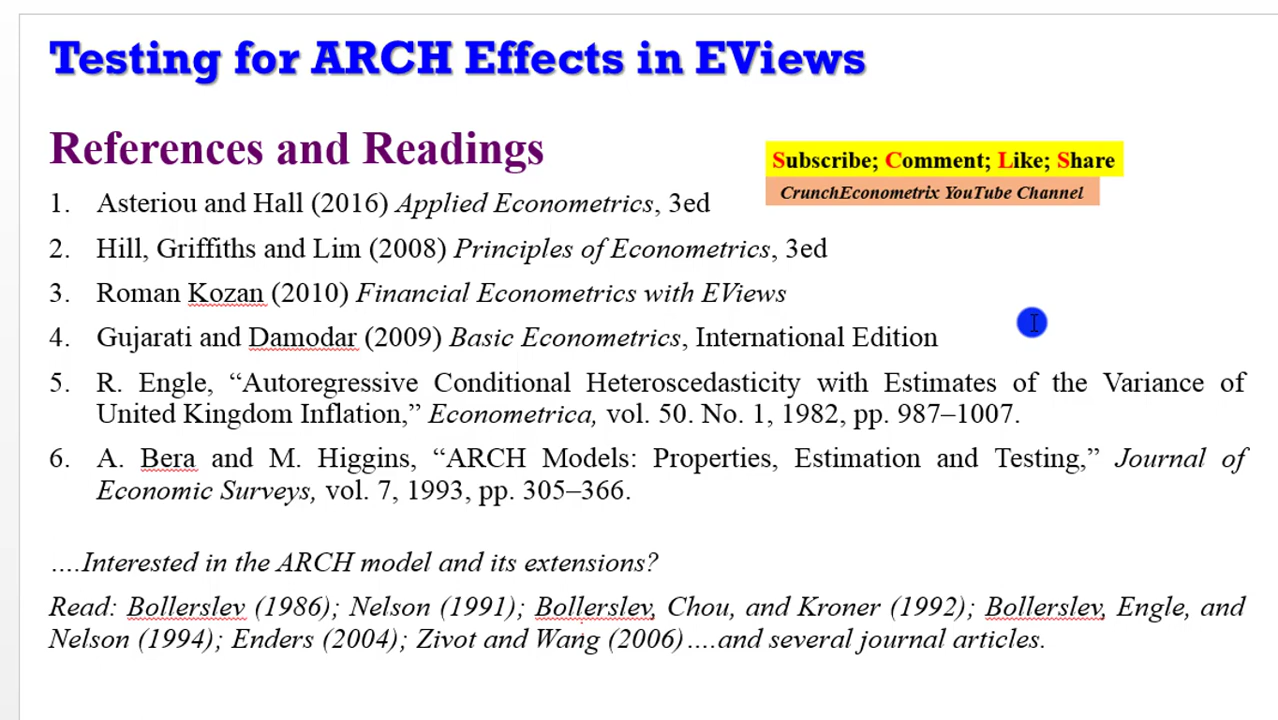 Testing for ARCH Effects in EViews
References and Readings
Subscribe; Comment; Like; Share
CrunchEconometrix YouTube Channel
1. Asteriou and Hall (2016) Applied Econometrics, 3ed
2. Hill, Griffiths and Lim (2008) Principles of Econometrics, 3ed
3. Roman Kozan (2010) Financial Econometrics with EViews
4. Gujarati and Damodar (2009) Basic Econometrics, International Edition
5. R. Engle, “Autoregressive Conditional Heteroscedasticity with Estimates of the Variance of
United Kingdom Inflation,” Econometrica, vol. 50. No. 1, 1982, pp. 987–1007.
6. A. Bera and M. Higgins, “ARCH Models: Properties, Estimation and Testing,” Journal of
Economic Surveys, vol. 7, 1993, pp. 305–366.
….Interested in the ARCH model and its extensions?
Read: Bollerslev (1986); Nelson (1991); Bollerslev, Chou, and Kroner (1992); Bollerslev, Engle, and
Nelson (1994); Enders (2004); Zivot and Wang (2006)….and several journal articles.